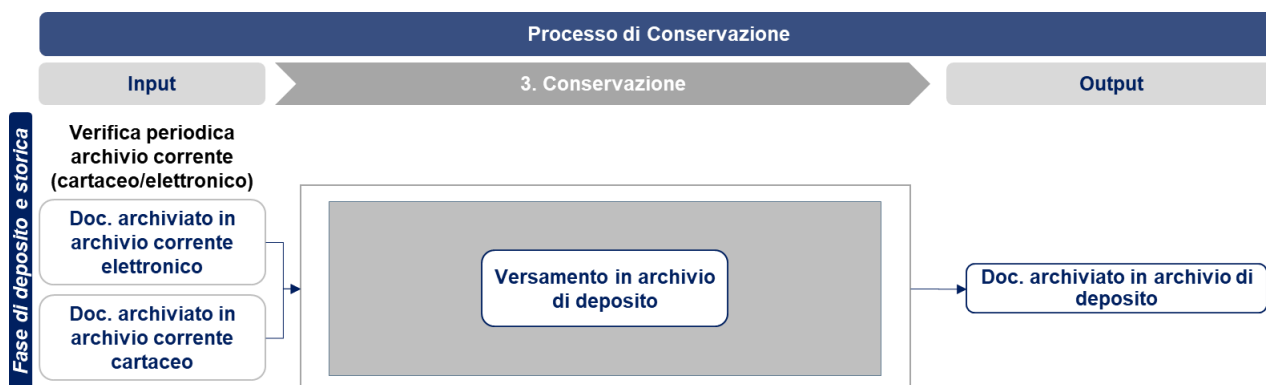 Processo di Conservazione
Input
3. Conservazione
Output
Fase di deposito e storica
Verifica periodica
archivio corrente
(cartaceo/elettronico)
Doc. archiviato in
archivio corrente
elettronico
Doc. archiviato in
archivio corrente
cartaceo
Versamento in archivio
di deposito
Doc. archiviato in archivio di
deposito